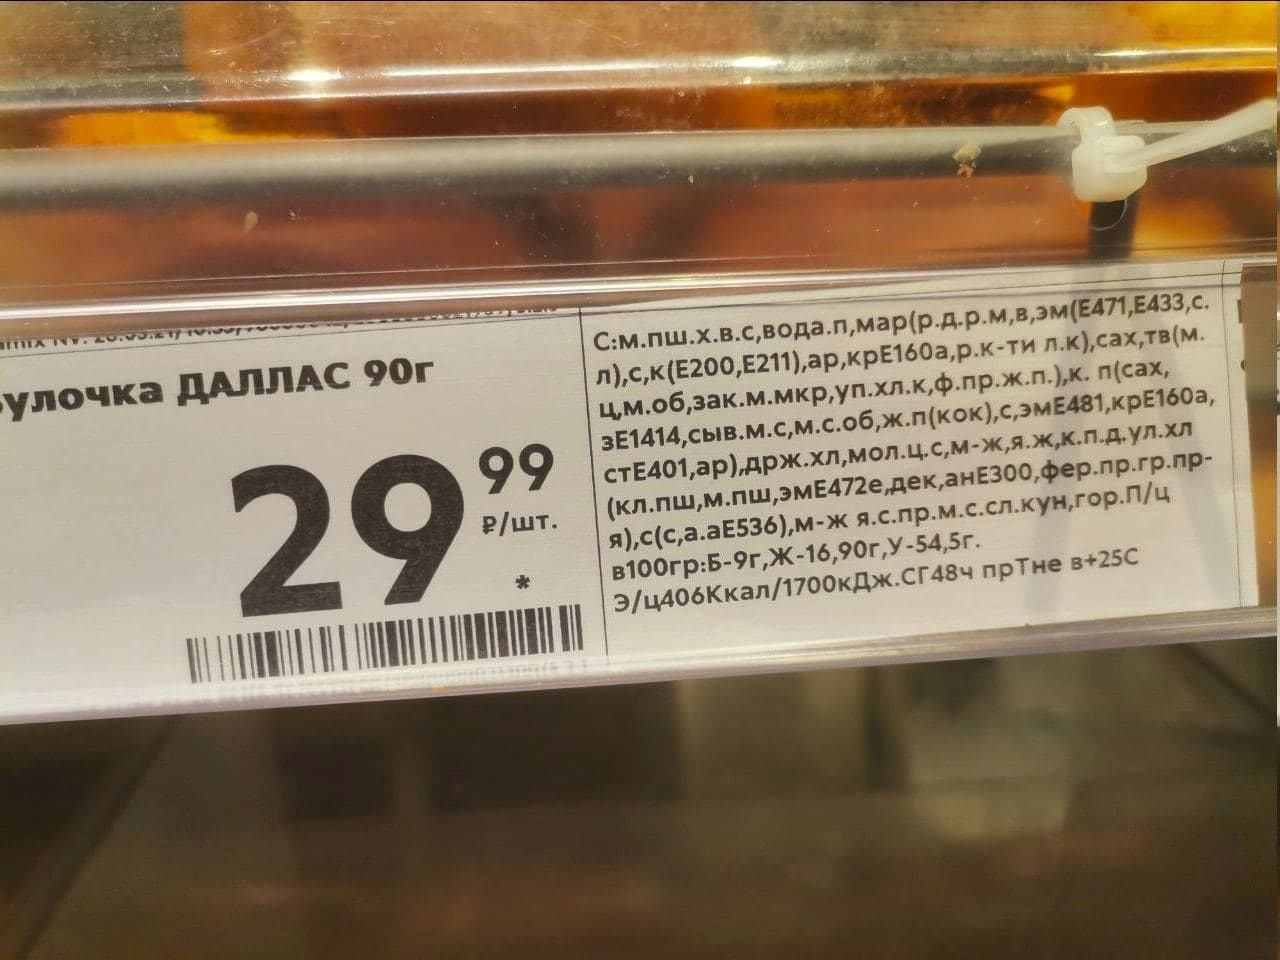 улочка ДАЛЛАС 90г
29 99
₽/шт.
*
С:м.пш.х.в.с,вода.п,мар(р.д.р.м,в,эм(Е471,Е433,с.
л),с,к(Е200,Е211),ар,крЕ160а,р.к-ти л.к),сах,тв(м.
ц,м.об,зак.м.мкр,уп.хл.к,ф.пр.ж.п.),к. п(сах,
зЕ1414,сыв.м.с,м.с.об,ж.п(кок),с,эмЕ481,крЕ160а,
стЕ401,ар),држ.хл,мол.ц.с,м-ж,я.ж,к.п.д.ул.хл
(кл.пш,м.пш,эмЕ472е,дек,анЕ300,фер.пр.гр.пр-
я),с(с,а.аЕ536),м-ж я.с.пр.м.с.сл.кун,гор.П/ц
в100гр:Б-9г,Ж-16,90г,У-54,5г.
Э/ц406Ккал/1700кДж.СГ48ч прТне в+25С